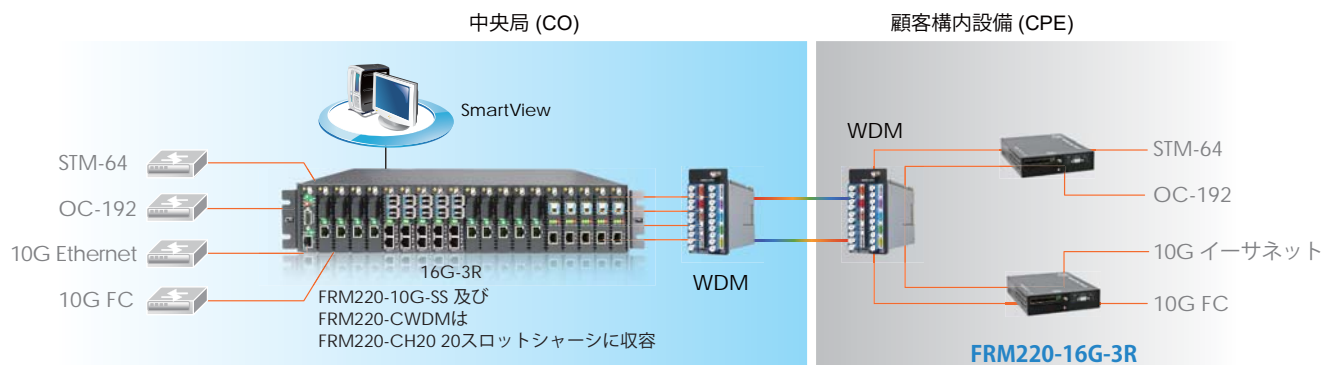 中央局 (CO)
顧客構内設備 (CPE)
SmartView
STM-64
OC-192
10G Ethernet
10G FC
16G-3R
FRM220-10G-SS 及び
FRM220-CWDMは
FRM220-CH20 20スロットシャーシに収容
WDM
WDM
STM-64
OC-192
10G イーサネット
10G FC
FRM220-16G-3R